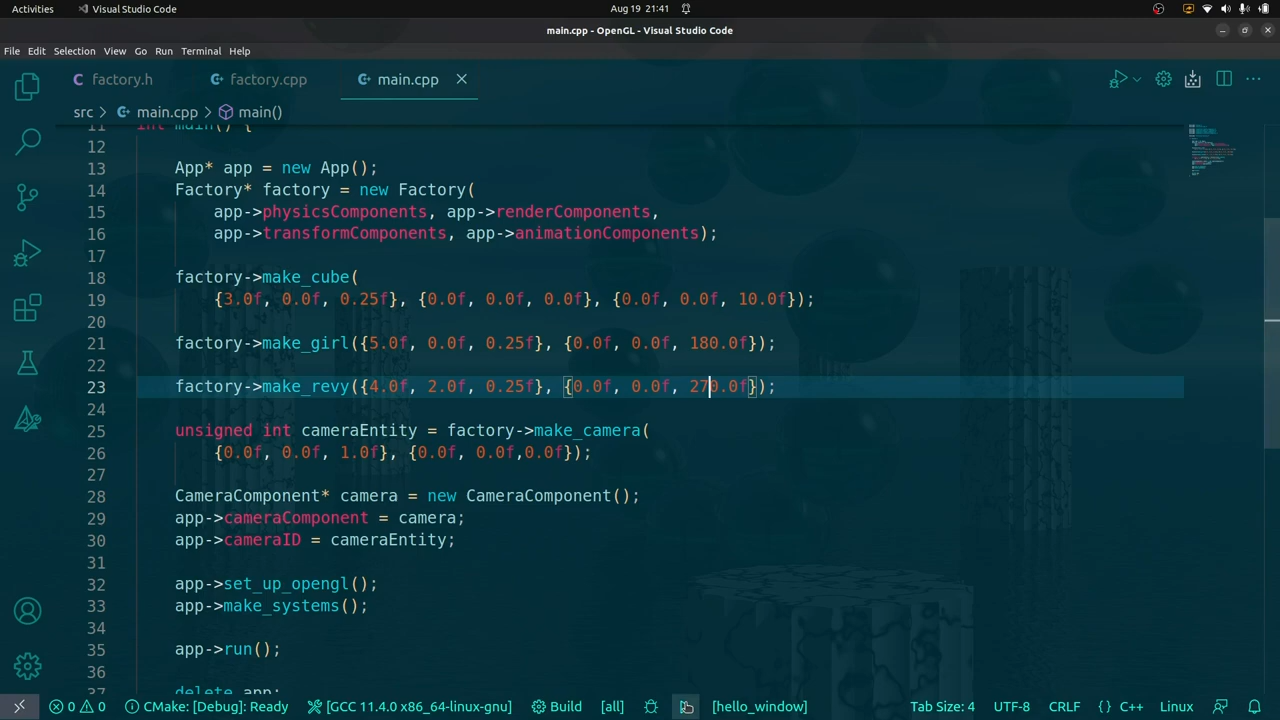 Activities Visual Studio Code Aug 19 21:41
main.cpp - OpenGL - Visual Studio Code
File Edit Selection View Go Run Terminal Help
factory.h factory.cpp main.cpp
src > main.cpp > main()
11 int main() {
12
13 App* app = new App();
14 Factory* factory = new Factory(
15 app->physicsComponents, app->renderComponents,
16 app->transformComponents, app->animationComponents);
17
18 factory->make_cube(
19 {3.0f, 0.0f, 0.25f}, {0.0f, 0.0f, 0.0f}, {0.0f, 0.0f, 10.0f});
20
21 factory->make_girl({5.0f, 0.0f, 0.25f}, {0.0f, 0.0f, 180.0f});
22
23 factory->make_revy({4.0f, 2.0f, 0.25f}, {0.0f, 0.0f, 270.0f});
24
25 unsigned int cameraEntity = factory->make_camera(
26 {0.0f, 0.0f, 1.0f}, {0.0f, 0.0f,0.0f});
27
28 CameraComponent* camera = new CameraComponent();
29 app->cameraComponent = camera;
30 app->cameraID = cameraEntity;
31
32 app->set_up_opengl();
33 app->make_systems();
34
35 app->run();
36
37 delete app;
0 0 CMake: [Debug]: Ready [GCC 11.4.0 x86_64-linux-gnu] Build [all] [hello_window] Tab Size: 4 UTF-8 CRLF {} C++ Linux